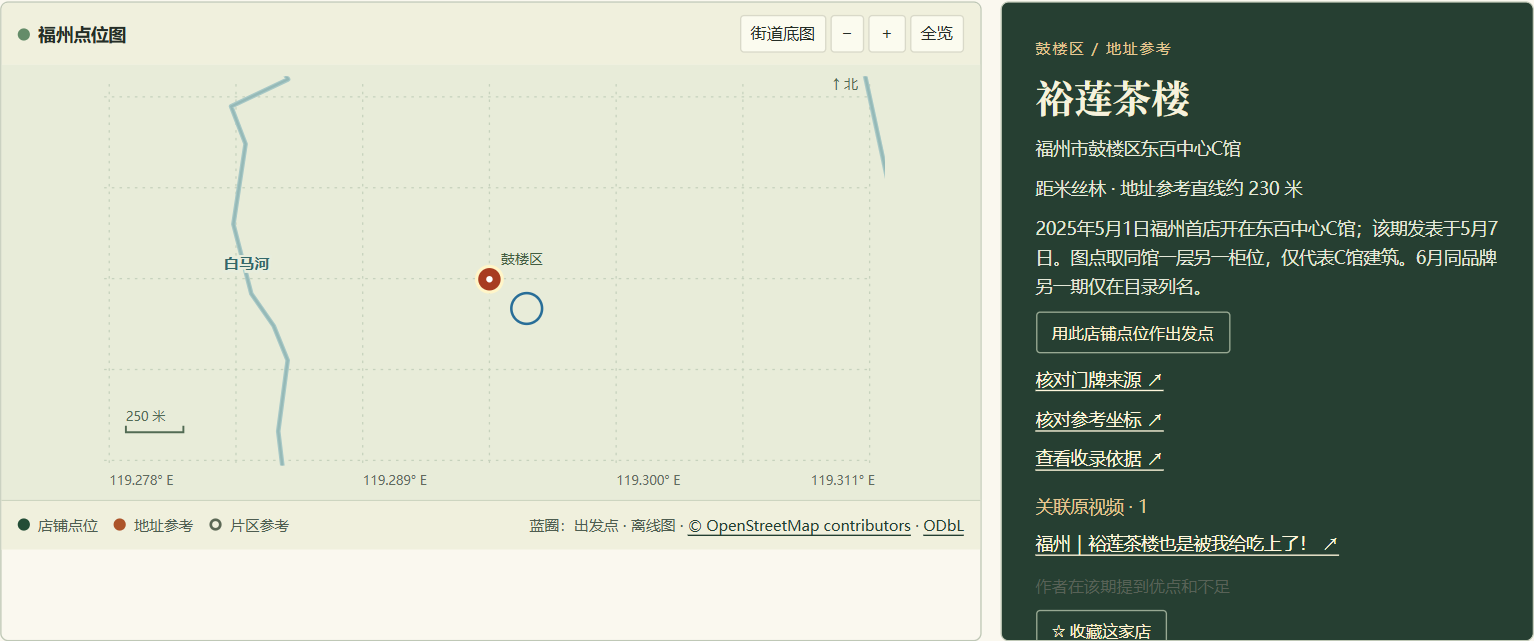 福州点位图
街道底图 − + 全览
↑ 北
白马河
鼓楼区
250 米
119.278° E 119.289° E 119.300° E 119.311° E
店铺点位 地址参考 片区参考
蓝圈：出发点 · 离线图 · © OpenStreetMap contributors · ODbL
鼓楼区 / 地址参考
裕莲茶楼
福州市鼓楼区东百中心C馆
距米丝林 · 地址参考直线约 230 米
2025年5月1日福州首店开在东百中心C馆；该期发表于5月7
日。图点取同馆一层另一柜位，仅代表C馆建筑。6月同品牌
另一期仅在目录列名。
用此店铺点位作出发点
核对门牌来源 ↗
核对参考坐标 ↗
查看收录依据 ↗
关联原视频 · 1
福州｜裕莲茶楼也是被我给吃上了！ ↗
作者在该期提到优点和不足
☆ 收藏这家店